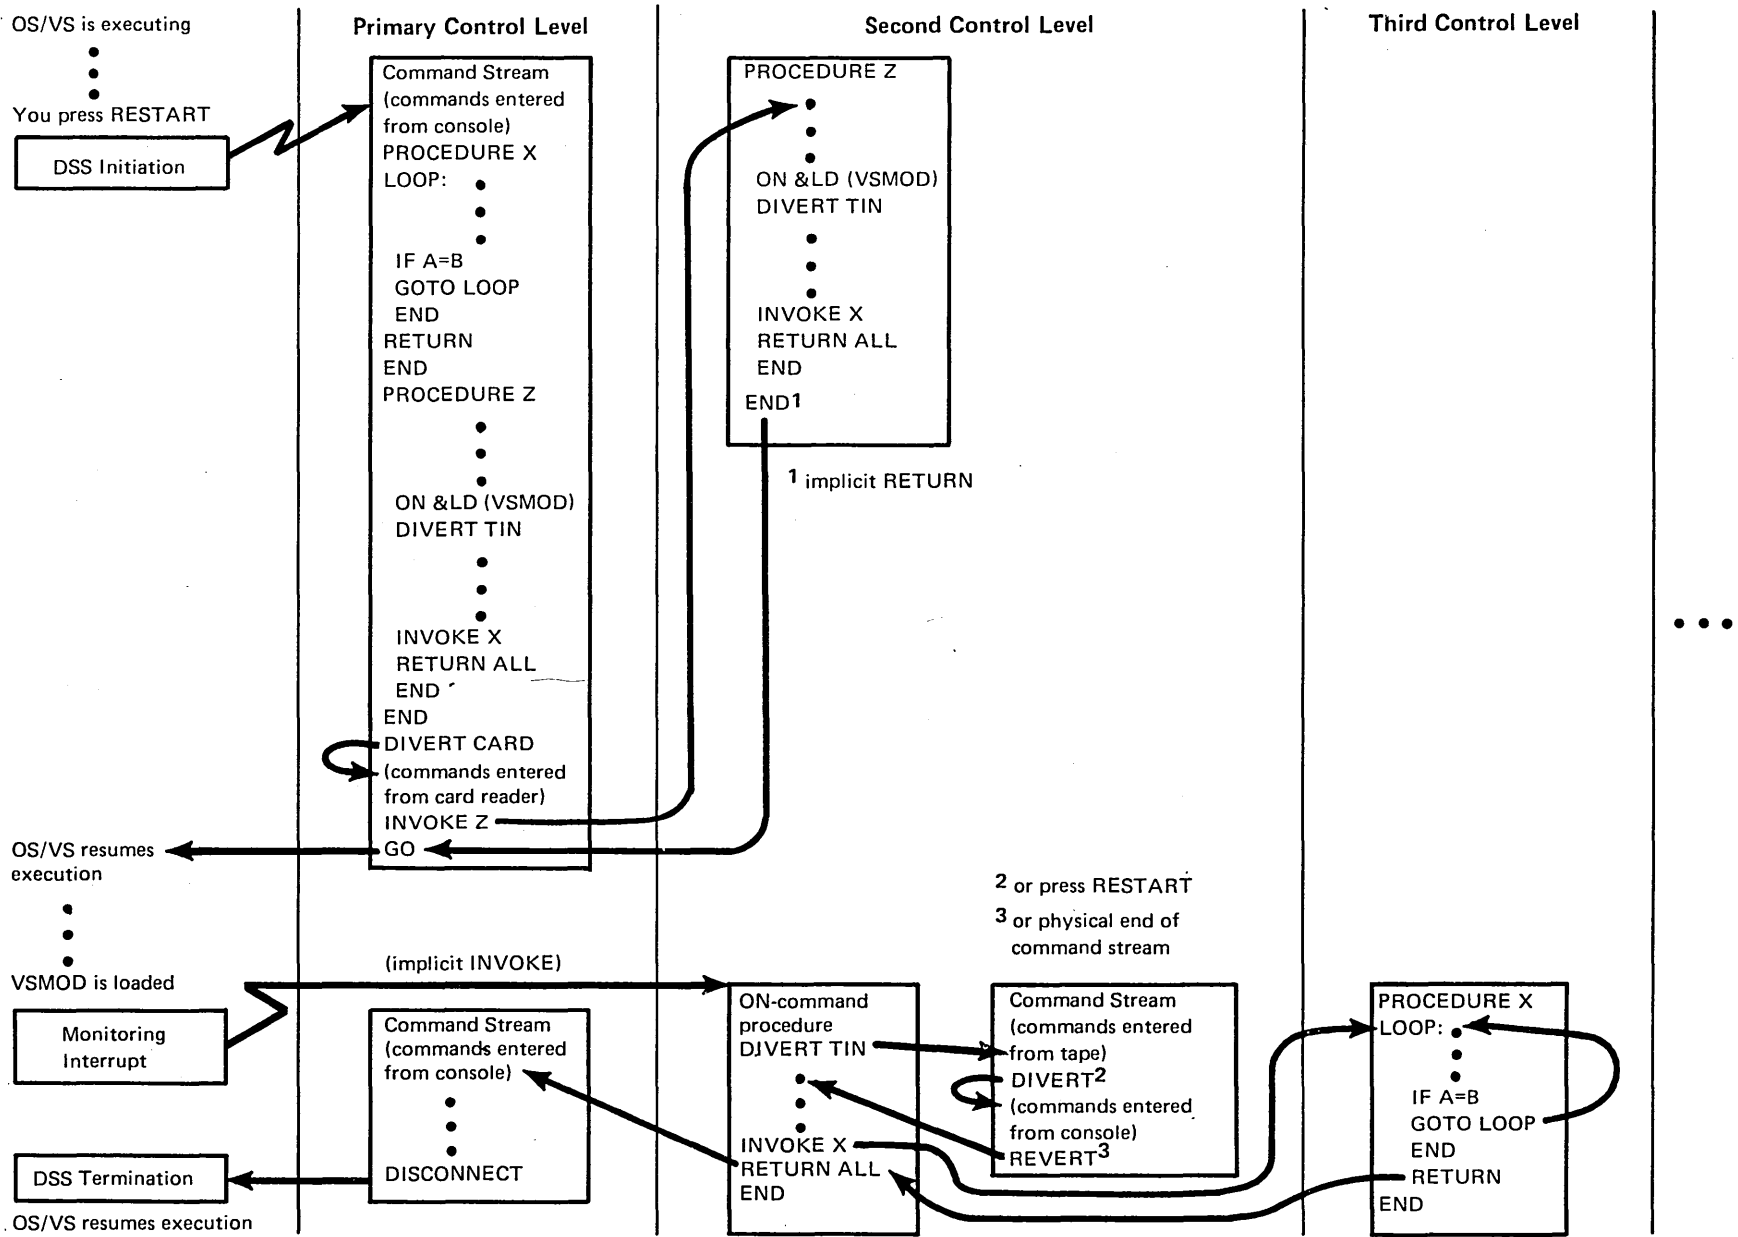 OS/VS is executing
You press RESTART
DSS Initiation
Primary Control Level
Command Stream
(commands entered
from console)
PROCEDURE X
LOOP:
IF A=B
GOTO LOOP
END
RETURN
END
PROCEDURE Z
ON &LD (VSMOD)
DIVERT TIN
INVOKE X
RETURN ALL
END
END
DIVERT CARD
(commands entered
from card reader)
INVOKE Z
GO
Second Control Level
PROCEDURE Z
ON &LD (VSMOD)
DIVERT TIN
INVOKE X
RETURN ALL
END
END1
1 implicit RETURN
Third Control Level
OS/VS resumes
execution
VSMOD is loaded
Monitoring
Interrupt
(implicit INVOKE)
Command Stream
(commands entered
from console)
DISCONNECT
DSS Termination
OS/VS resumes execution
ON-command
procedure
DIVERT TIN
INVOKE X
RETURN ALL
END
2 or press RESTART
3 or physical end of
command stream
Command Stream
(commands entered
from tape)
DIVERT2
(commands entered
from console)
REVERT3
PROCEDURE X
LOOP:
IF A=B
GOTO LOOP
END
RETURN
END